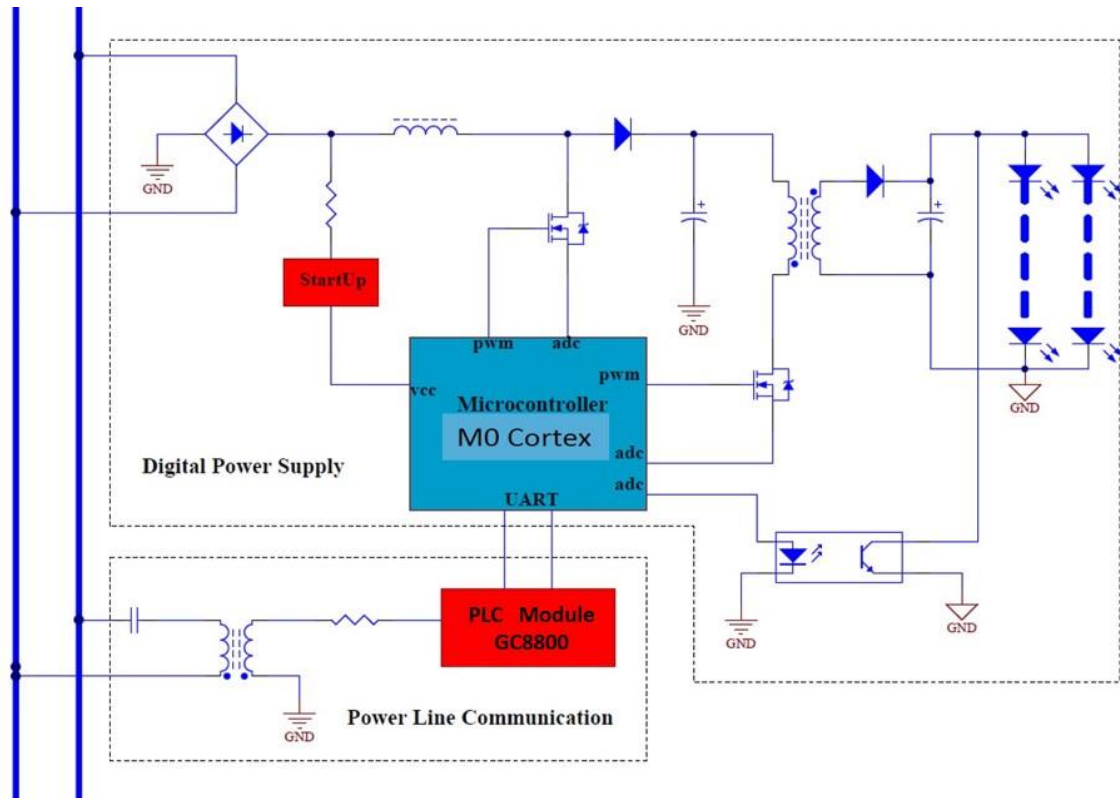 GND
StartUp
GND
pwm
adc
vcc
pwm
Microcontroller
M0 Cortex
adc
adc
UART
GND
Digital Power Supply
PLC Module
GC8800
GND
GND
GND
Power Line Communication